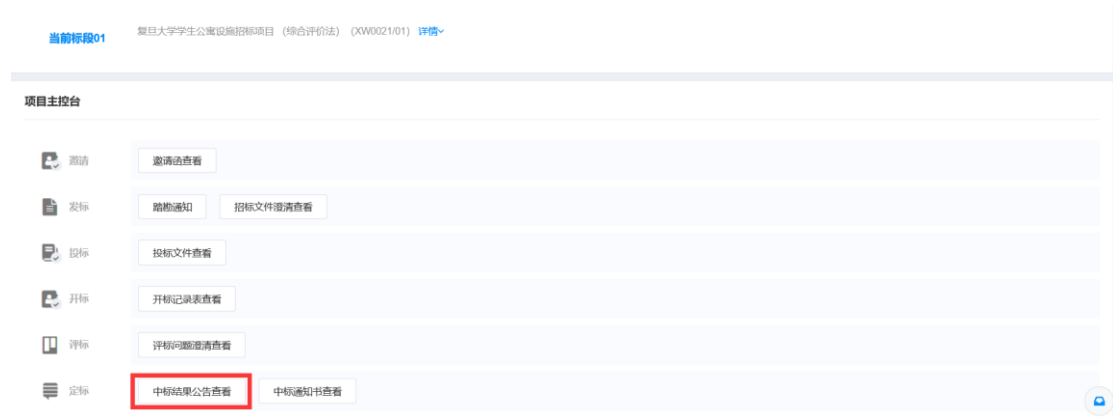 当前标段01 复旦大学学生公寓设施招标项目 (综合评价法) (XW0021/01) 详情
项目主控台
邀请 邀请函查看
发标 踏勘通知 招标文件澄清查看
投标 投标文件查看
开标 开标记录表查看
评标 评标问题澄清查看
定标 中标结果公告查看 中标通知书查看